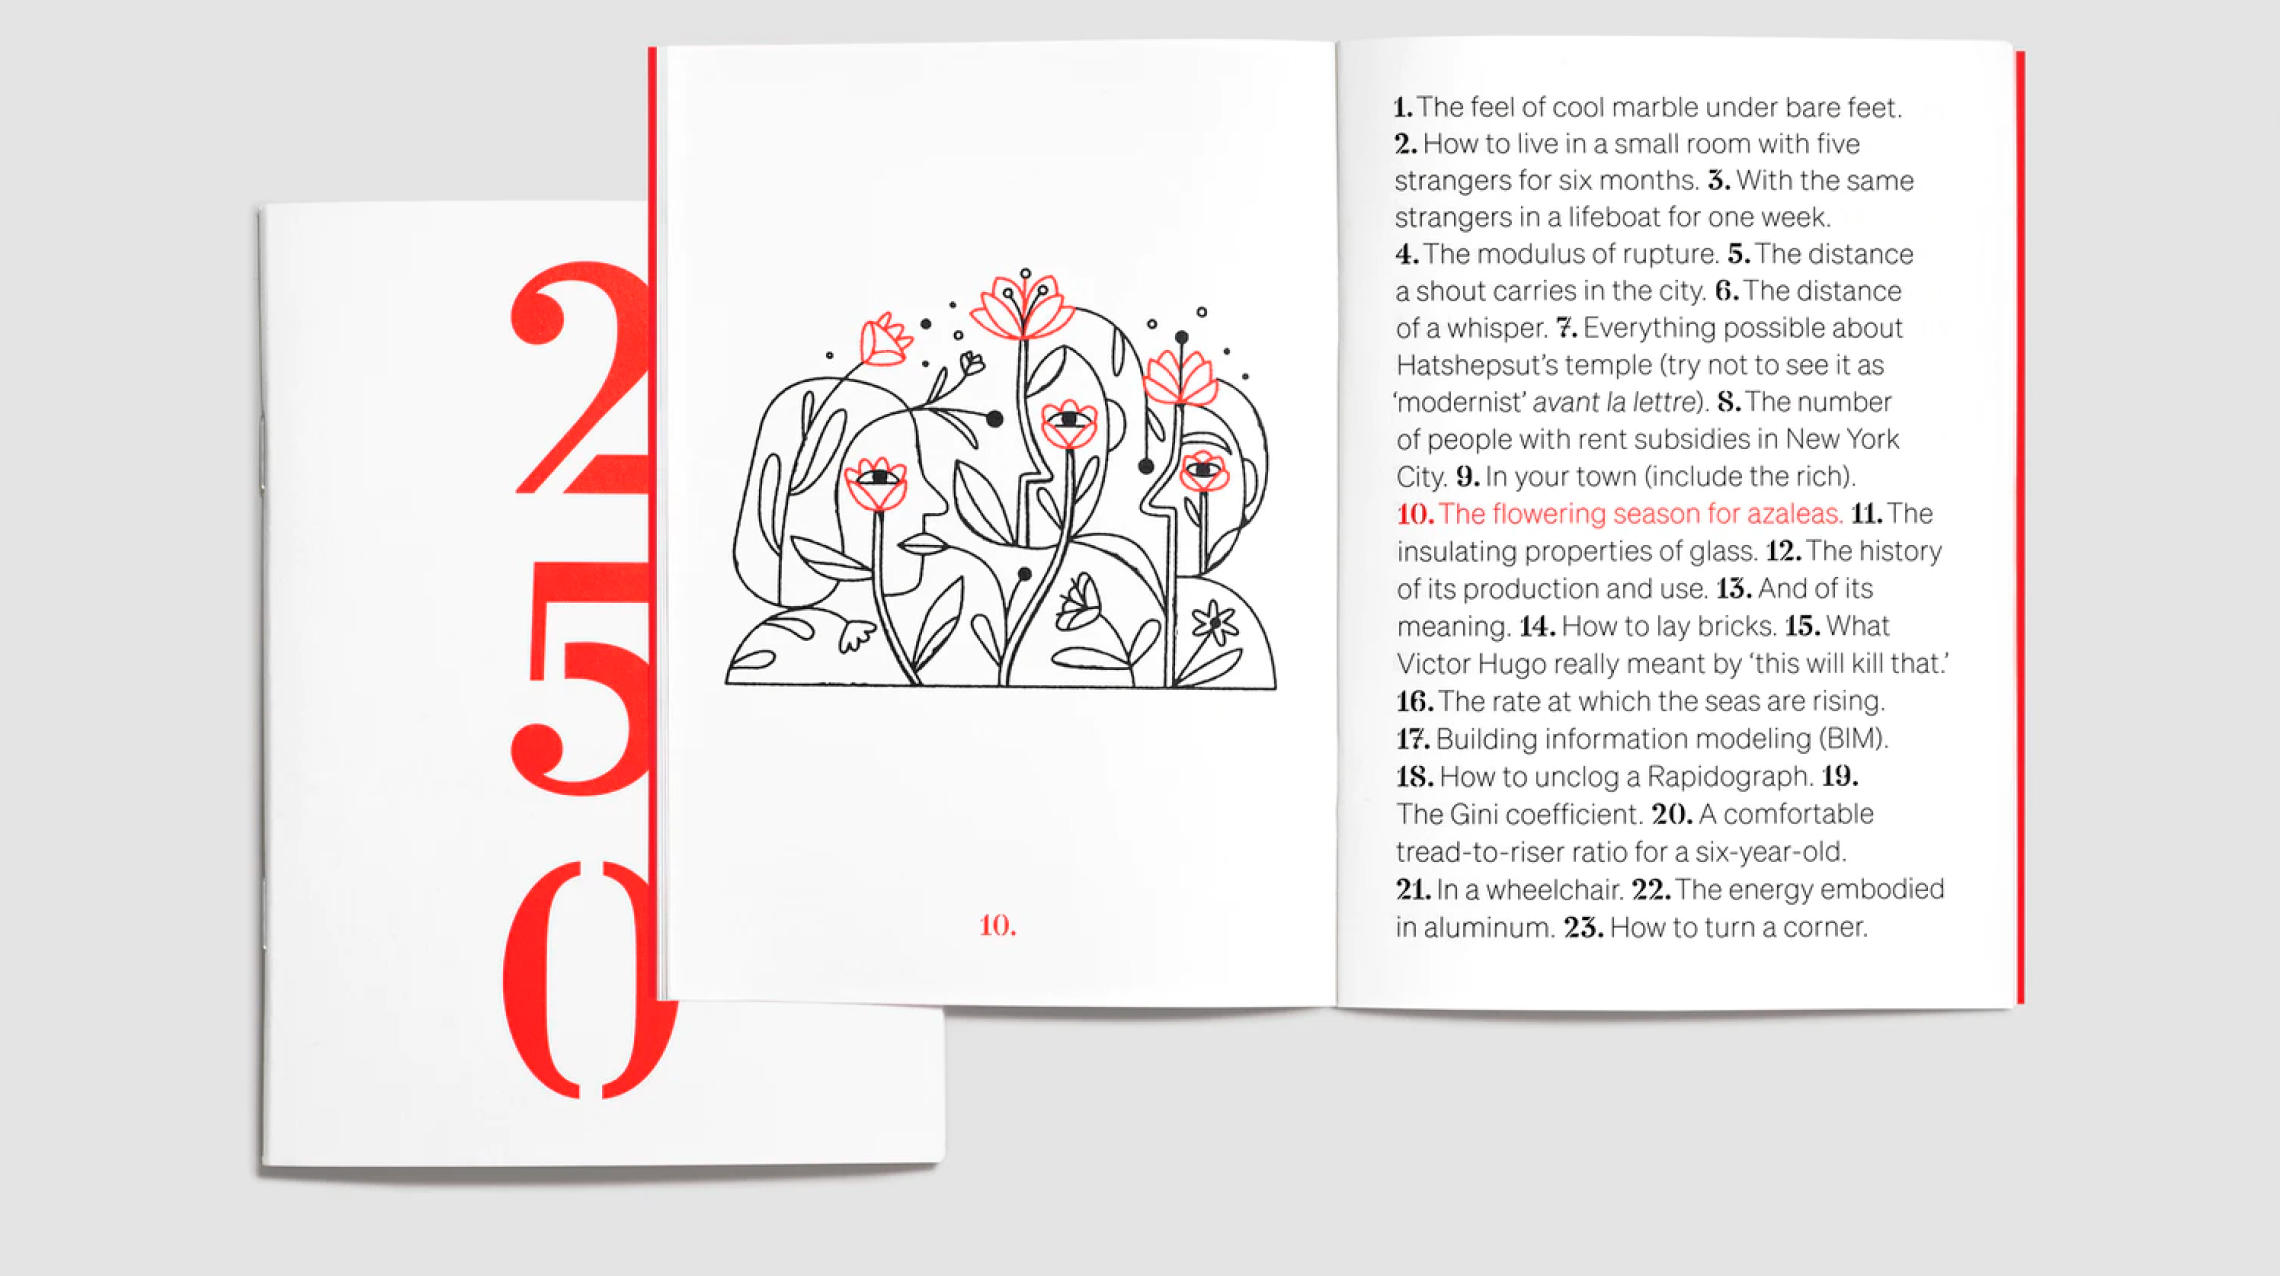 2
5
0
10.
1. The feel of cool marble under bare feet.
2. How to live in a small room with five
strangers for six months. 3. With the same
strangers in a lifeboat for one week.
4. The modulus of rupture. 5. The distance
a shout carries in the city. 6. The distance
of a whisper. 7. Everything possible about
Hatshepsut's temple (try not to see it as
‘modernist’ avant la lettre). 8. The number
of people with rent subsidies in New York
City. 9. In your town (include the rich).
10. The flowering season for azaleas. 11. The
insulating properties of glass. 12. The history
of its production and use. 13. And of its
meaning. 14. How to lay bricks. 15. What
Victor Hugo really meant by ‘this will kill that.’
16. The rate at which the seas are rising.
17. Building information modeling (BIM).
18. How to unclog a Rapidograph. 19.
The Gini coefficient. 20. A comfortable
tread-to-riser ratio for a six-year-old.
21. In a wheelchair. 22. The energy embodied
in aluminum. 23. How to turn a corner.